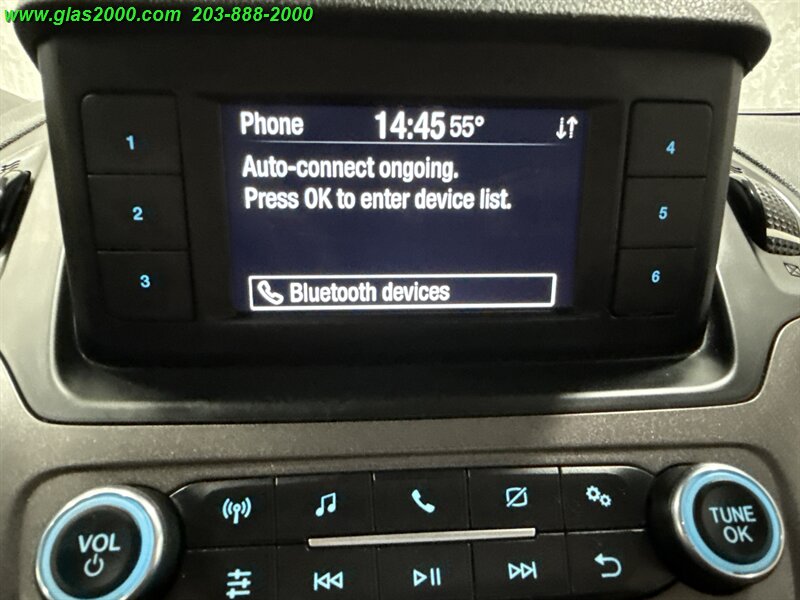 www.glas2000.com 203-888-2000
Phone 14:45 55°
Auto-connect ongoing.
Press OK to enter device list.
Bluetooth devices
1
2
3
4
5
6
VOL
TUNE
OK